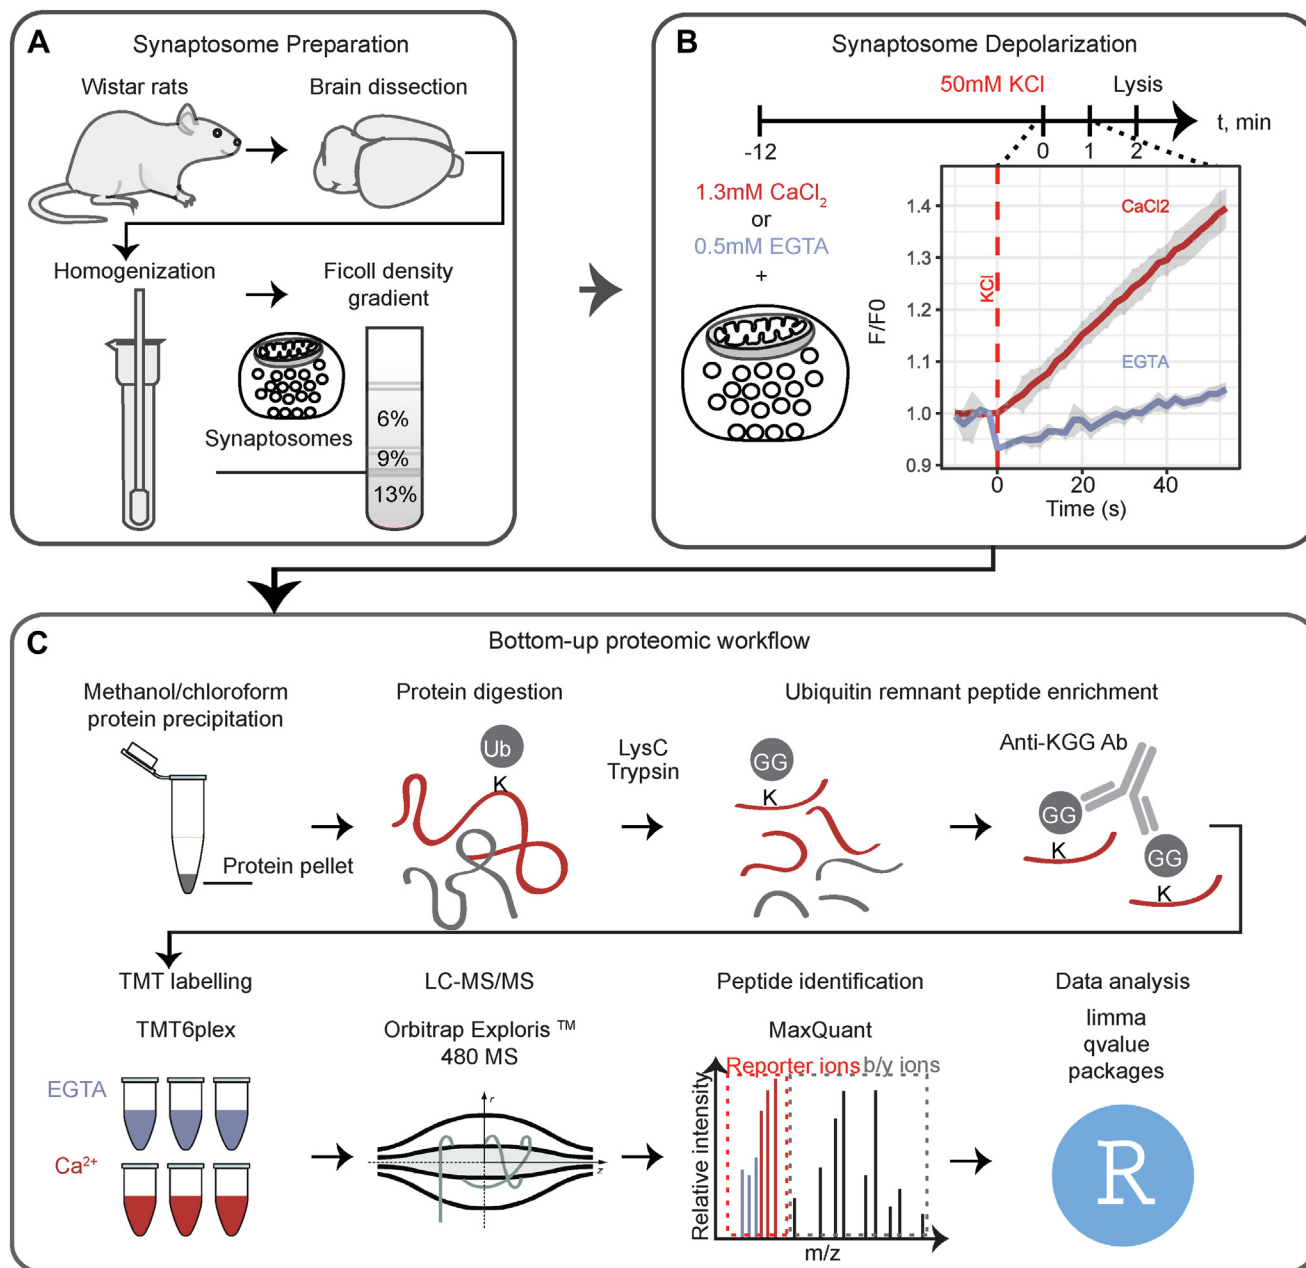 A
Synaptosome Preparation
Wistar rats
Brain dissection
Homogenization
Ficoll density
gradient
Synaptosomes
6%
9%
13%
B
Synaptosome Depolarization
50mM KCl
Lysis
t, min
-12
0
1
2
1.3mM CaCl₂
or
0.5mM EGTA
+
F/F0
1.4
1.3
1.2
1.1
1.0
0.9
KCl
CaCl2
EGTA
0
20
40
Time (s)
C
Bottom-up proteomic workflow
Methanol/chloroform
protein precipitation
Protein pellet
Protein digestion
Ub
K
LysC
Trypsin
Ubiquitin remnant peptide enrichment
GG
K
Anti-KGG Ab
GG
K
GG
K
TMT labelling
TMT6plex
EGTA
Ca²⁺
LC-MS/MS
Orbitrap Exploris ™
480 MS
r
z
Peptide identification
MaxQuant
Reporter ions
b/y ions
Relative intensity
m/z
Data analysis
limma
qvalue
packages
R